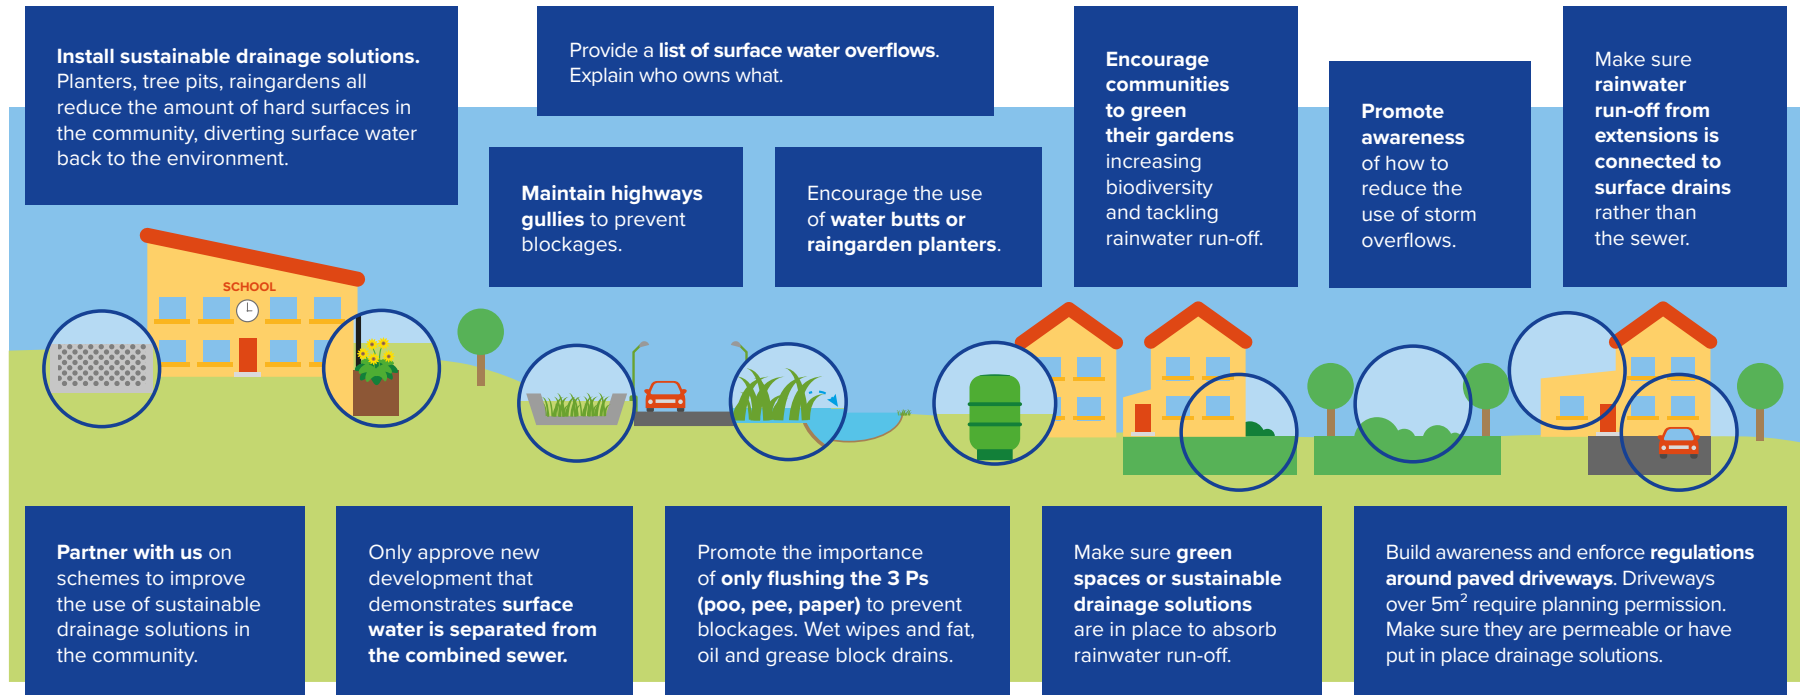 Install sustainable drainage solutions.
Planters, tree pits, raingardens all
reduce the amount of hard surfaces in
the community, diverting surface water
back to the environment.
Provide a list of surface water overflows.
Explain who owns what.
Maintain highways
gullies to prevent
blockages.
Encourage the use
of water butts or
raingarden planters.
Encourage
communities
to green
their gardens
increasing
biodiversity
and tackling
rainwater run-off.
Promote
awareness
of how to
reduce the
use of storm
overflows.
Make sure
rainwater
run-off from
extensions is
connected to
surface drains
rather than
the sewer.
SCHOOL
Partner with us on
schemes to improve
the use of sustainable
drainage solutions in
the community.
Only approve new
development that
demonstrates surface
water is separated from
the combined sewer.
Promote the importance
of only flushing the 3 Ps
(poo, pee, paper) to prevent
blockages. Wet wipes and fat,
oil and grease block drains.
Make sure green
spaces or sustainable
drainage solutions
are in place to absorb
rainwater run-off.
Build awareness and enforce regulations
around paved driveways. Driveways
over 5m² require planning permission.
Make sure they are permeable or have
put in place drainage solutions.